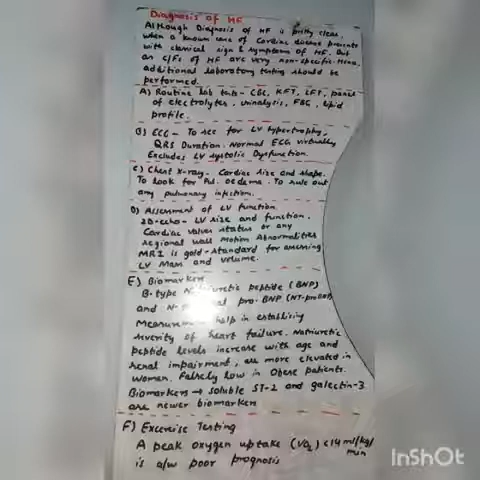 Diagnosis of HF
Although Diagnosis of HF is pretty clear
when a known case of Cardiac disease presents
with classical sign & symptoms of HF. But
as C/Fs of HF are very non-specific. Hence,
additional laboratory testing should be
performed.
A) Routine lab tests - CBC, KFT, LFT, panel
of electrolytes, urinalysis, FBG, lipid
profile.
B) ECG - To see for LV hypertrophy,
QRS Duration. Normal ECG virtually
Excludes LV systolic Dysfunction.
C) Chest X-ray - Cardiac size and shape.
To look for Pul. oedema. To rule out
any pulmonary infection.
D) Assessment of LV function
2D-echo - LV size and function.
Cardiac valves status or any
regional wall Motion Abnormalities
MRI is gold-standard for assessing
LV Mass and volume.
E) Biomarkers
B-type peptide (BNP)
and pro-BNP (NT-proBNP)
Measurement help in establising
severity of heart failure. Natriuretic
peptide levels increase with age and
renal impairment, are more elevated in
women. Falsely low in Obese patients.
Biomarkers → soluble ST-2 and galectin-3
are newer biomarkers
F) Excercise Testing
A peak oxygen uptake (VO2) <14 ml/kg/
min
is a/w poor prognosis
InShOt